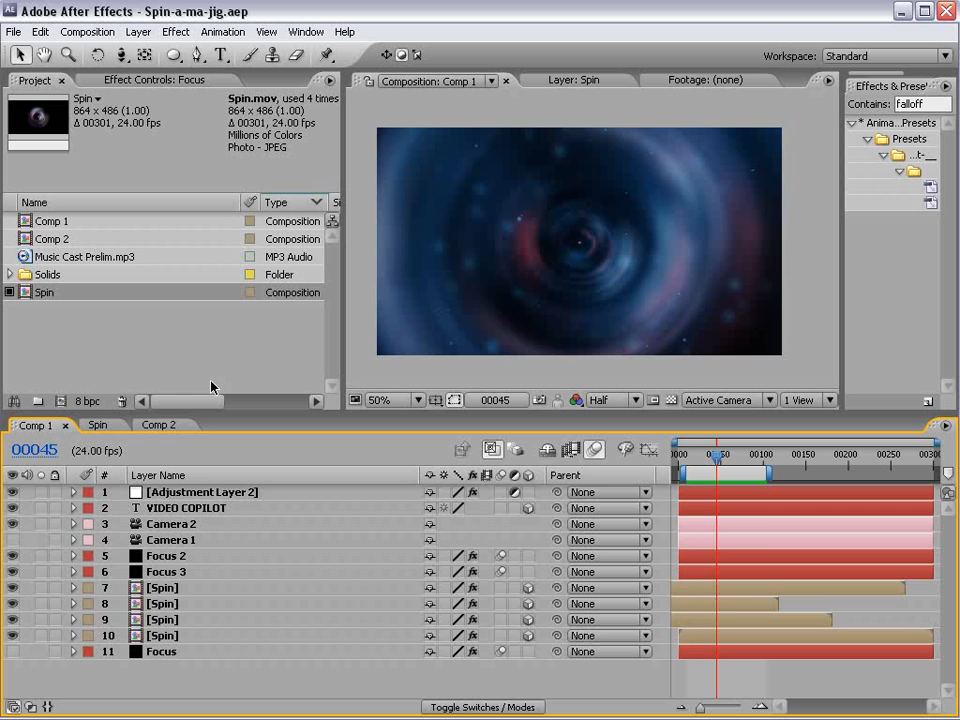 Adobe After Effects - Spin-a-ma-jig.aep
File Edit Composition Layer Effect Animation View Window Help
Workspace: Standard
Project × Effect Controls: Focus
Composition: Comp 1 × Layer: Spin Footage: (none)
Effects & Prese
Contains: falloff
* Anima...Presets
Presets
...t-__
Spin
864 x 486 (1.00)
Δ 00301, 24.00 fps
Spin.mov, used 4 times
864 x 486 (1.00)
Δ 00301, 24.00 fps
Millions of Colors
Photo - JPEG
Name Type Si
Comp 1 Composition
Comp 2 Composition
Music Cast Prelim.mp3 MP3 Audio
Solids Folder
Spin Composition
8 bpc
50% 00045 Half Active Camera 1 View
Comp 1 × Spin Comp 2
00045 (24.00 fps)
0000 00050 00100 00150 00200 00250 00300
# Layer Name Parent
1 [Adjustment Layer 2] None
2 T VIDEO COPILOT None
3 Camera 2 None
4 Camera 1 None
5 Focus 2 None
6 Focus 3 None
7 [Spin] None
8 [Spin] None
9 [Spin] None
10 [Spin] None
11 Focus None
Toggle Switches / Modes